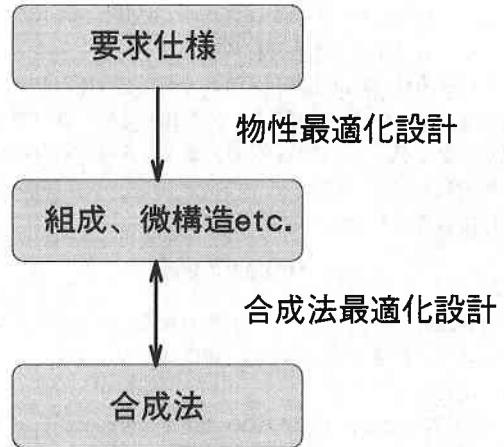 要求仕様
物性最適化設計
組成、微構造etc.
合成法最適化設計
合成法